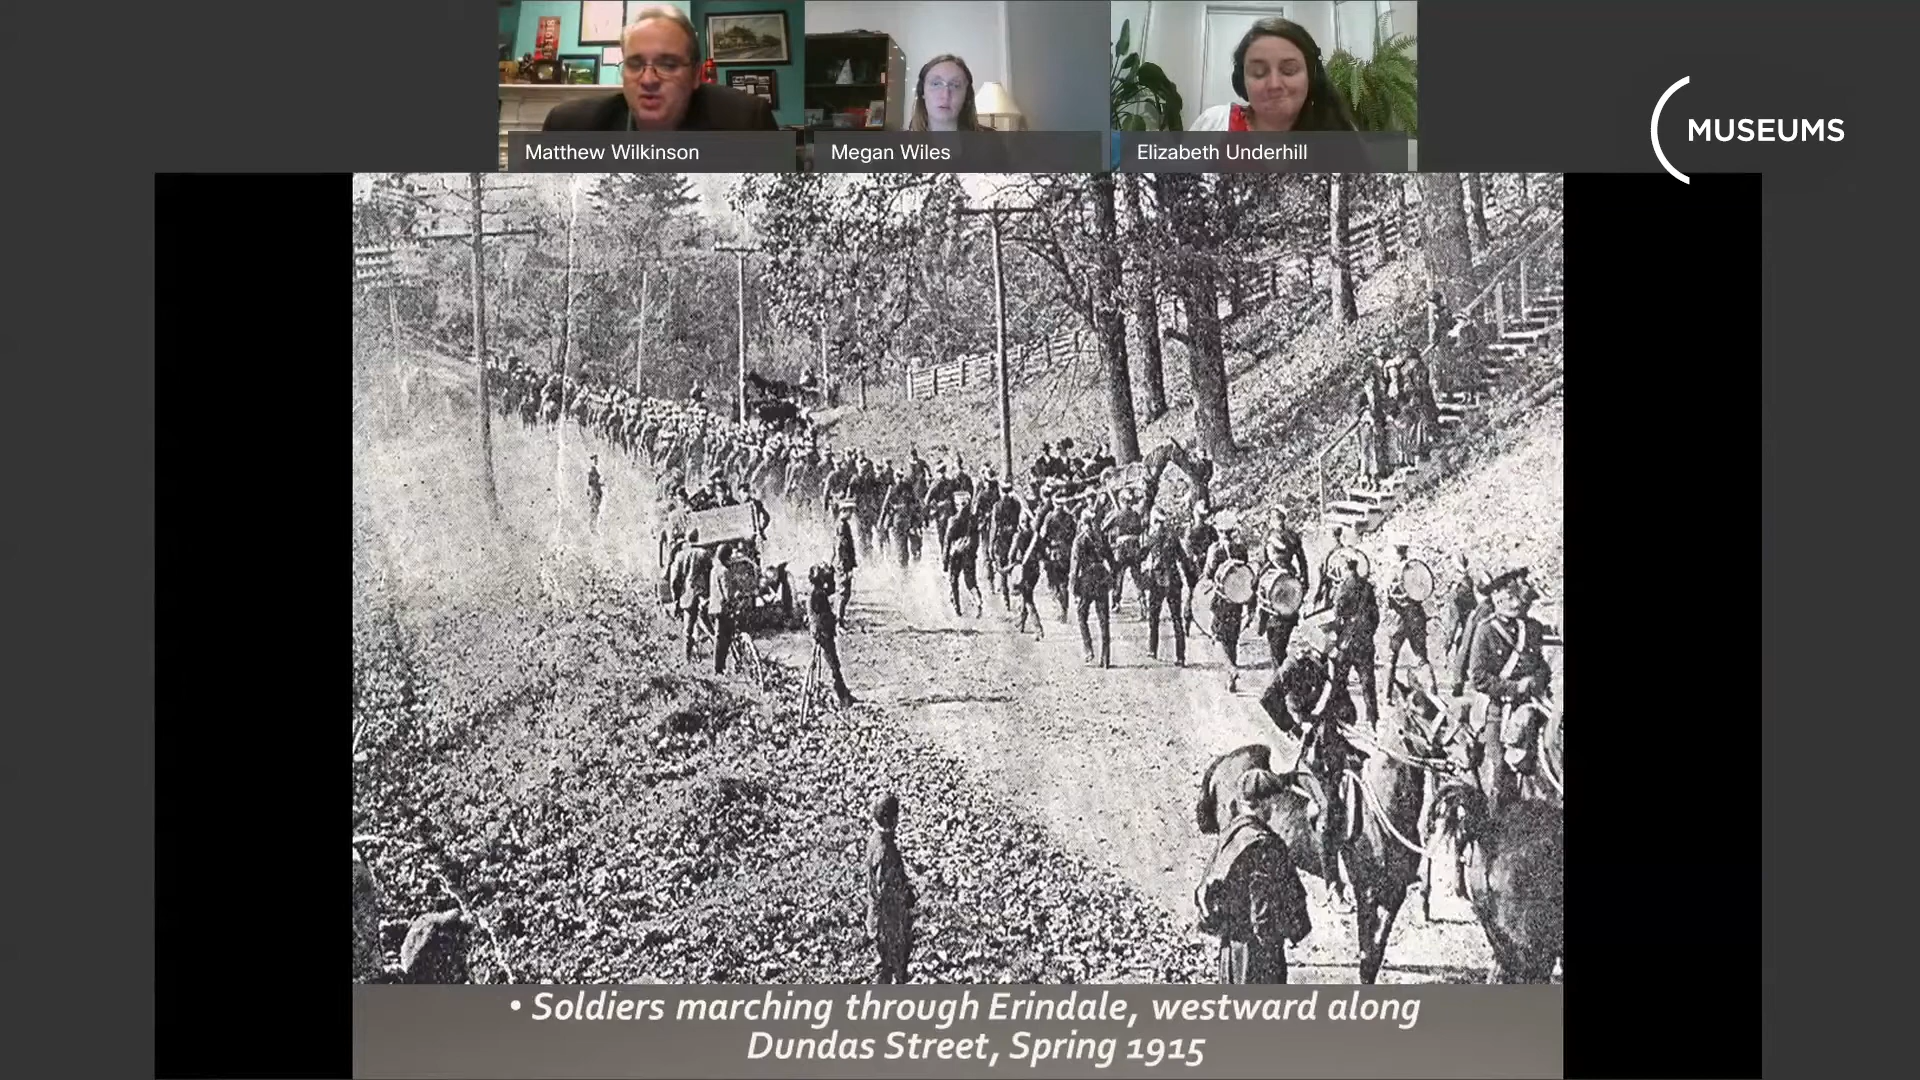 Matthew Wilkinson
Megan Wiles
Elizabeth Underhill
MUSEUMS
• Soldiers marching through Erindale, westward along
Dundas Street, Spring 1915